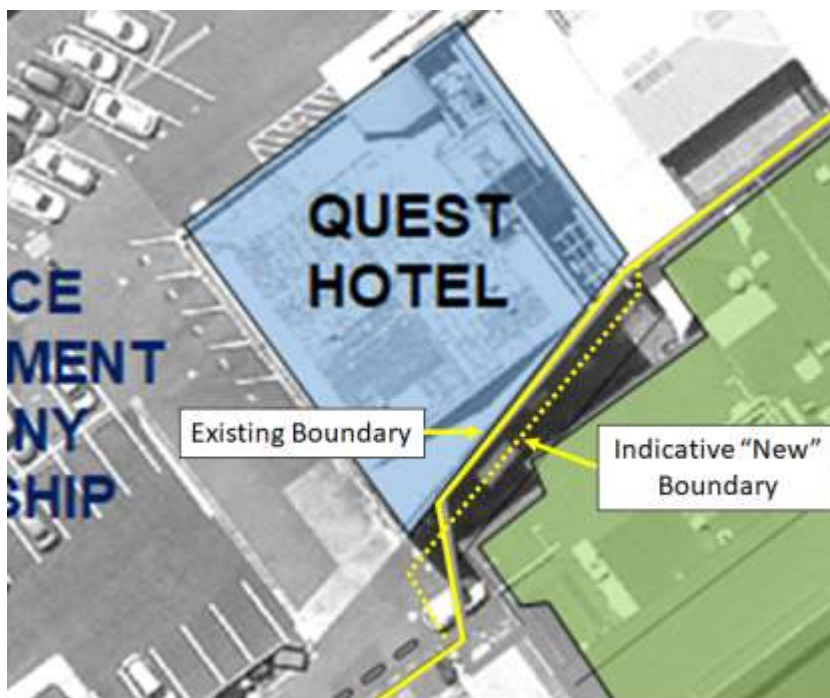 QUEST
HOTEL
CE
MENT
NY
SHIP
Existing Boundary
Indicative “New”
Boundary